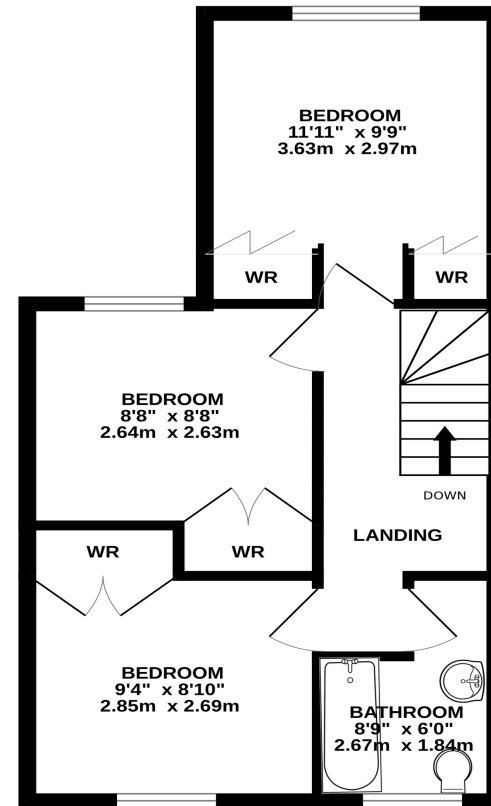 BEDROOM
11'11" x 9'9"
3.63m x 2.97m
WR
WR
BEDROOM
8'8" x 8'8"
2.64m x 2.63m
DOWN
LANDING
WR
WR
BEDROOM
9'4" x 8'10"
2.85m x 2.69m
BATHROOM
8'9" x 6'0"
2.67m x 1.84m